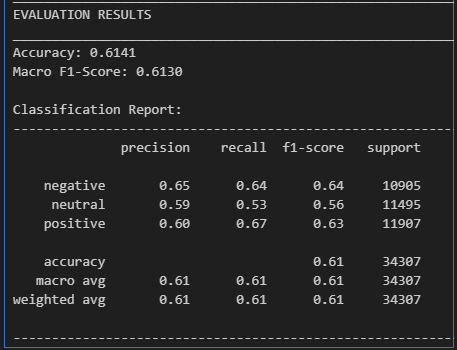 EVALUATION RESULTS
Accuracy: 0.6141
Macro F1-Score: 0.6130
Classification Report:
precision recall f1-score support
negative 0.65 0.64 0.64 10905
neutral 0.59 0.53 0.56 11495
positive 0.60 0.67 0.63 11907
accuracy 0.61 34307
macro avg 0.61 0.61 0.61 34307
weighted avg 0.61 0.61 0.61 34307